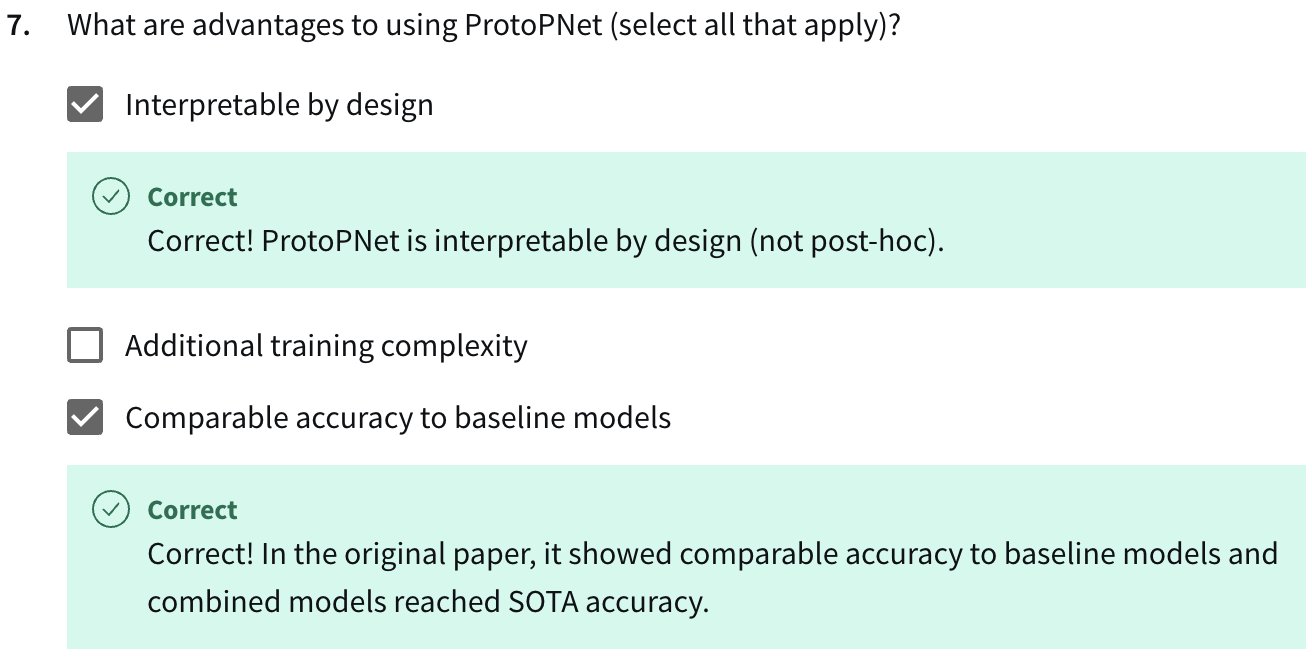 7. What are advantages to using ProtoPNet (select all that apply)?
Interpretable by design
Correct
Correct! ProtoPNet is interpretable by design (not post-hoc).
Additional training complexity
Comparable accuracy to baseline models
Correct
Correct! In the original paper, it showed comparable accuracy to baseline models and
combined models reached SOTA accuracy.